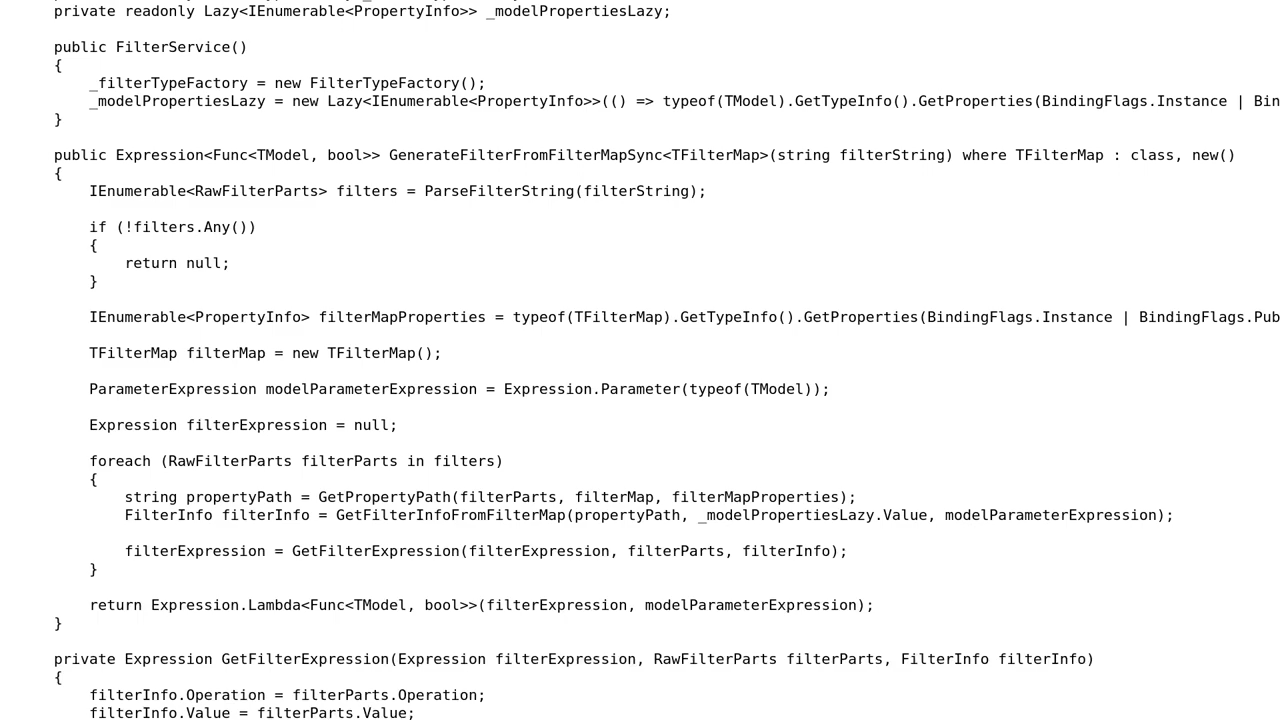 private readonly Lazy<IEnumerable<PropertyInfo>> _modelPropertiesLazy;
public FilterService()
{
_filterTypeFactory = new FilterTypeFactory();
_modelPropertiesLazy = new Lazy<IEnumerable<PropertyInfo>>(() => typeof(TModel).GetTypeInfo().GetProperties(BindingFlags.Instance | Bin
}
public Expression<Func<TModel, bool>> GenerateFilterFromFilterMapSync<TFilterMap>(string filterString) where TFilterMap : class, new()
{
IEnumerable<RawFilterParts> filters = ParseFilterString(filterString);
if (!filters.Any())
{
return null;
}
IEnumerable<PropertyInfo> filterMapProperties = typeof(TFilterMap).GetTypeInfo().GetProperties(BindingFlags.Instance | BindingFlags.Pub
TFilterMap filterMap = new TFilterMap();
ParameterExpression modelParameterExpression = Expression.Parameter(typeof(TModel));
Expression filterExpression = null;
foreach (RawFilterParts filterParts in filters)
{
string propertyPath = GetPropertyPath(filterParts, filterMap, filterMapProperties);
FilterInfo filterInfo = GetFilterInfoFromFilterMap(propertyPath, _modelPropertiesLazy.Value, modelParameterExpression);
filterExpression = GetFilterExpression(filterExpression, filterParts, filterInfo);
}
return Expression.Lambda<Func<TModel, bool>>(filterExpression, modelParameterExpression);
}
private Expression GetFilterExpression(Expression filterExpression, RawFilterParts filterParts, FilterInfo filterInfo)
{
filterInfo.Operation = filterParts.Operation;
filterInfo.Value = filterParts.Value;